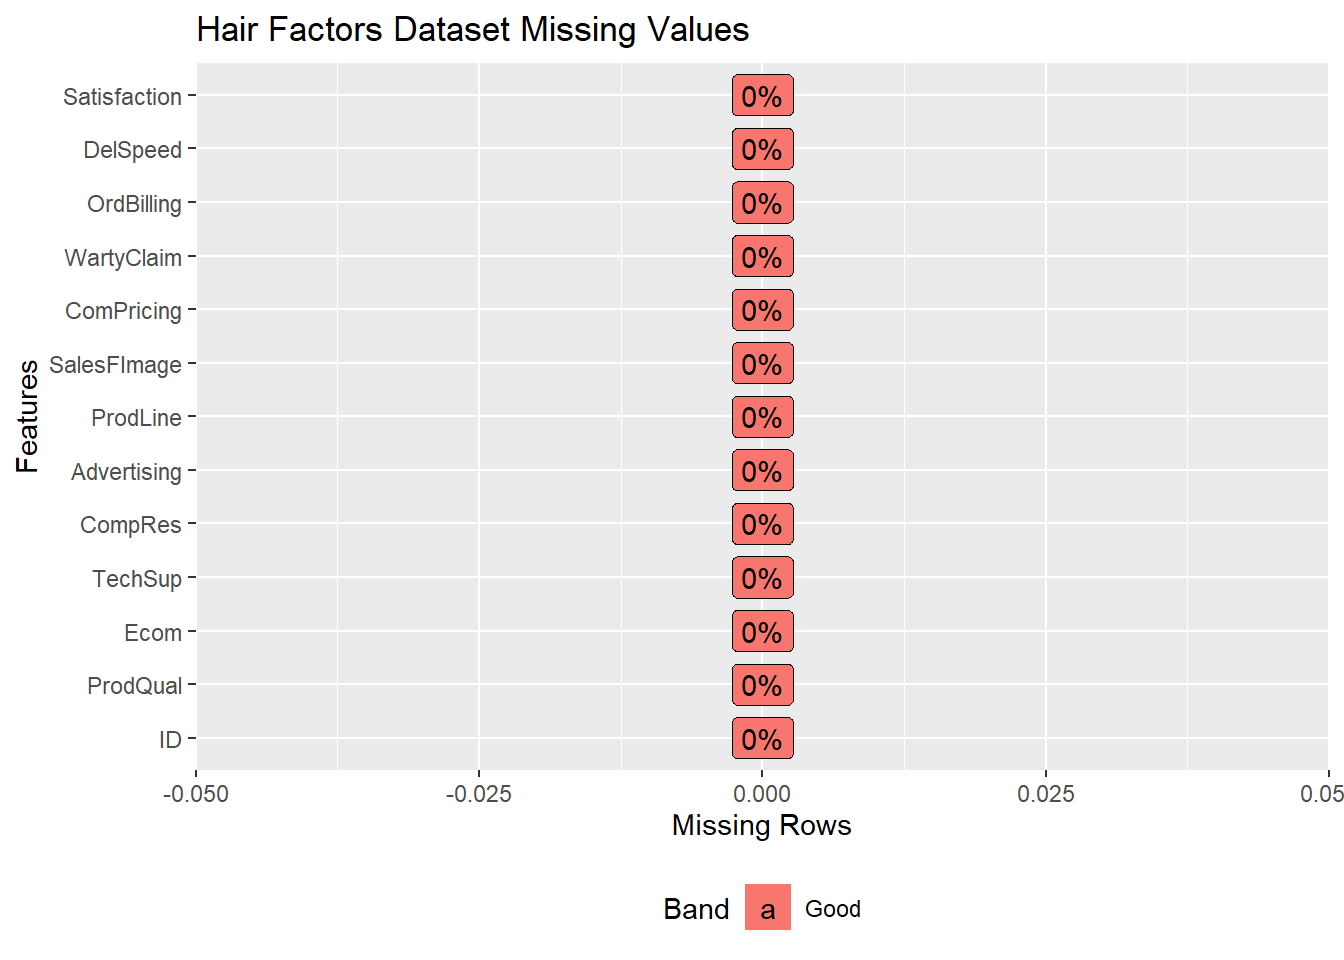 Hair Factors Dataset Missing Values
Features
Satisfaction 0%
DelSpeed 0%
OrdBilling 0%
WartyClaim 0%
ComPricing 0%
SalesFImage 0%
ProdLine 0%
Advertising 0%
CompRes 0%
TechSup 0%
Ecom 0%
ProdQual 0%
ID 0%
-0.050 -0.025 0.000 0.025 0.05
Missing Rows
Band a Good